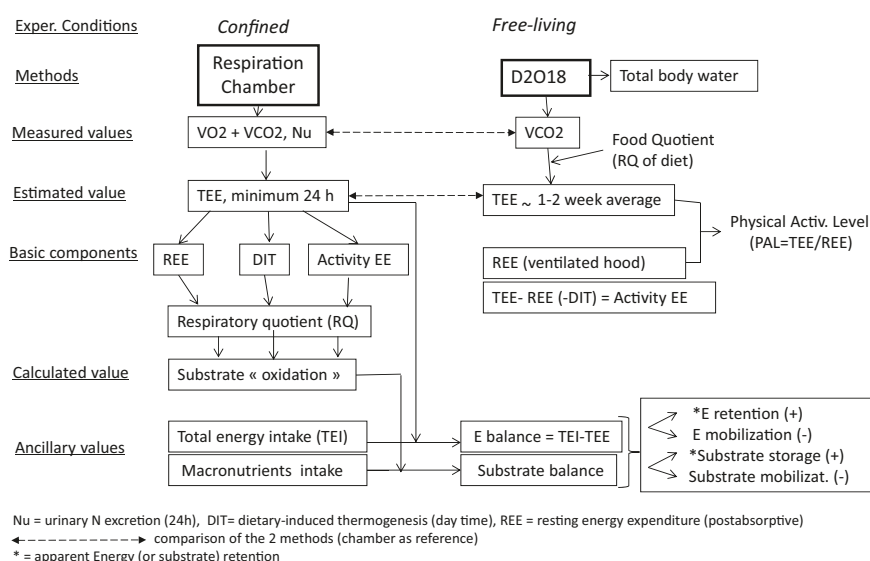 Exper. Conditions
Confined
Free-living
Methods
Respiration
Chamber
D2O18
Total body water
Measured values
VO2 + VCO2, Nu
VCO2
Food Quotient
(RQ of diet)
Estimated value
TEE, minimum 24 h
TEE ~ 1-2 week average
Physical Activ. Level
(PAL=TEE/REE)
Basic components
REE
DIT
Activity EE
REE (ventilated hood)
TEE- REE (-DIT) = Activity EE
Respiratory quotient (RQ)
Calculated value
Substrate « oxidation »
Ancillary values
Total energy intake (TEI)
E balance = TEI-TEE
Macronutrients intake
Substrate balance
*E retention (+)
E mobilization (-)
*Substrate storage (+)
Substrate mobilizat. (-)
Nu = urinary N excretion (24h), DIT= dietary-induced thermogenesis (day time), REE = resting energy expenditure (postabsorptive)
comparison of the 2 methods (chamber as reference)
* = apparent Energy (or substrate) retention